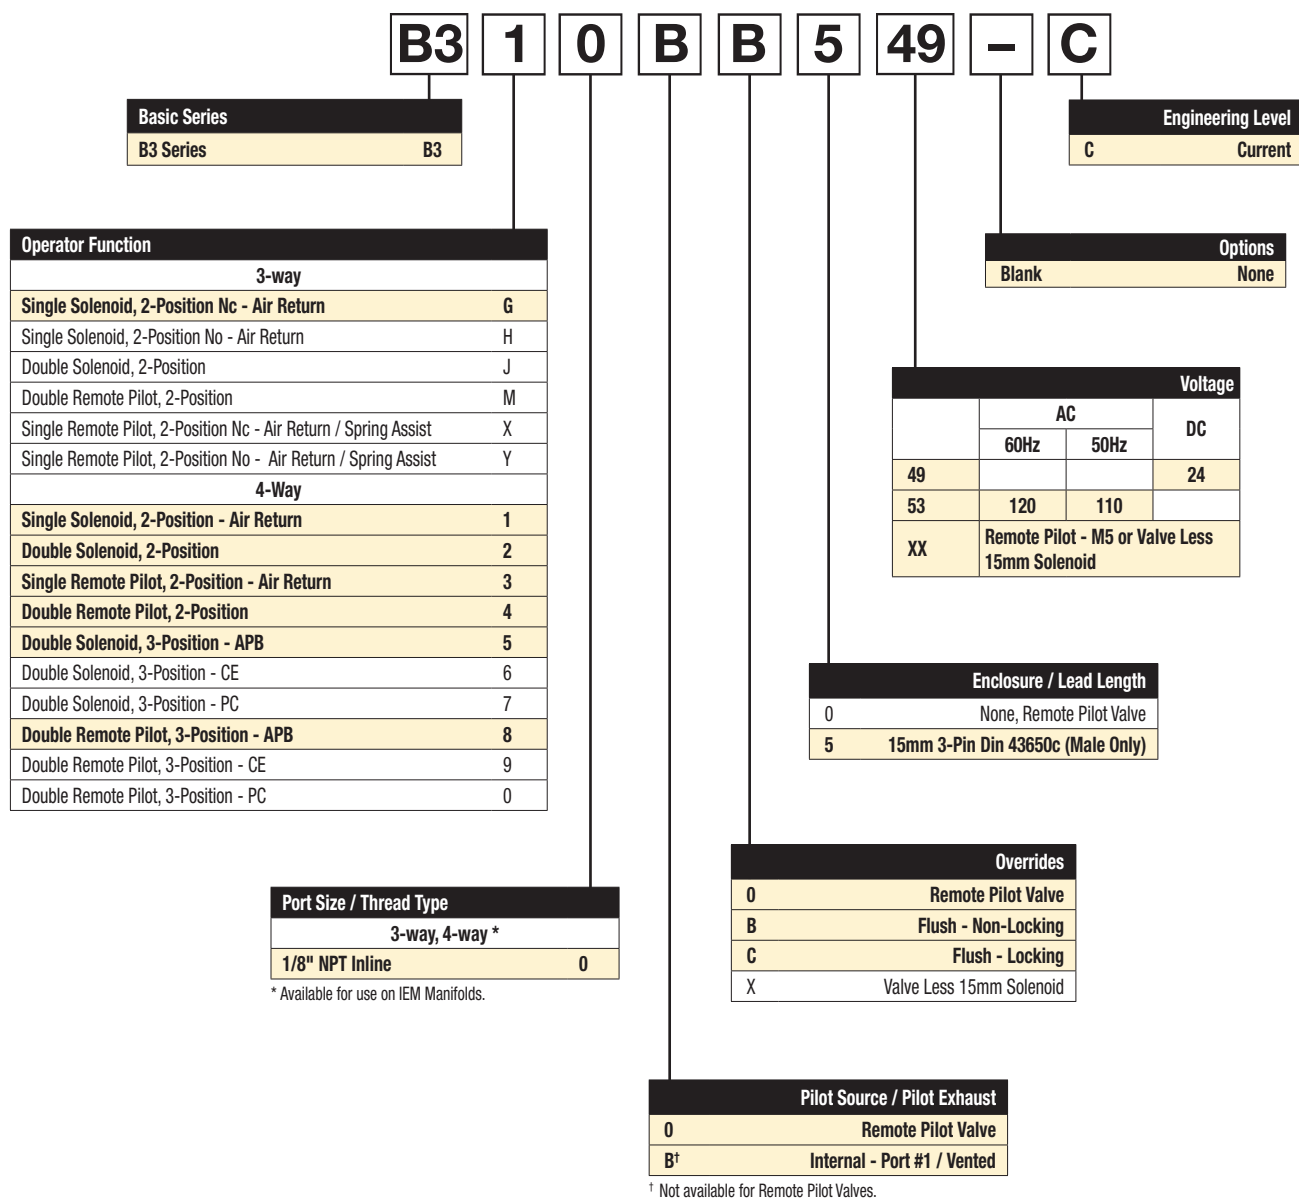 B3 1 0 B B 5 49 – C
Basic Series
B3 Series B3
Engineering Level
C Current
Operator Function
3-way
Single Solenoid, 2-Position Nc - Air Return G
Single Solenoid, 2-Position No - Air Return H
Double Solenoid, 2-Position J
Double Remote Pilot, 2-Position M
Single Remote Pilot, 2-Position Nc - Air Return / Spring Assist X
Single Remote Pilot, 2-Position No - Air Return / Spring Assist Y
4-Way
Single Solenoid, 2-Position - Air Return 1
Double Solenoid, 2-Position 2
Single Remote Pilot, 2-Position - Air Return 3
Double Remote Pilot, 2-Position 4
Double Solenoid, 3-Position - APB 5
Double Solenoid, 3-Position - CE 6
Double Solenoid, 3-Position - PC 7
Double Remote Pilot, 3-Position - APB 8
Double Remote Pilot, 3-Position - CE 9
Double Remote Pilot, 3-Position - PC 0
Options
Blank None
Voltage
AC DC
60Hz 50Hz
49 24
53 120 110
XX Remote Pilot - M5 or Valve Less
15mm Solenoid
Enclosure / Lead Length
0 None, Remote Pilot Valve
5 15mm 3-Pin Din 43650c (Male Only)
Overrides
0 Remote Pilot Valve
B Flush - Non-Locking
C Flush - Locking
X Valve Less 15mm Solenoid
Port Size / Thread Type
3-way, 4-way *
1/8" NPT Inline 0
* Available for use on IEM Manifolds.
Pilot Source / Pilot Exhaust
0 Remote Pilot Valve
B† Internal - Port #1 / Vented
† Not available for Remote Pilot Valves.